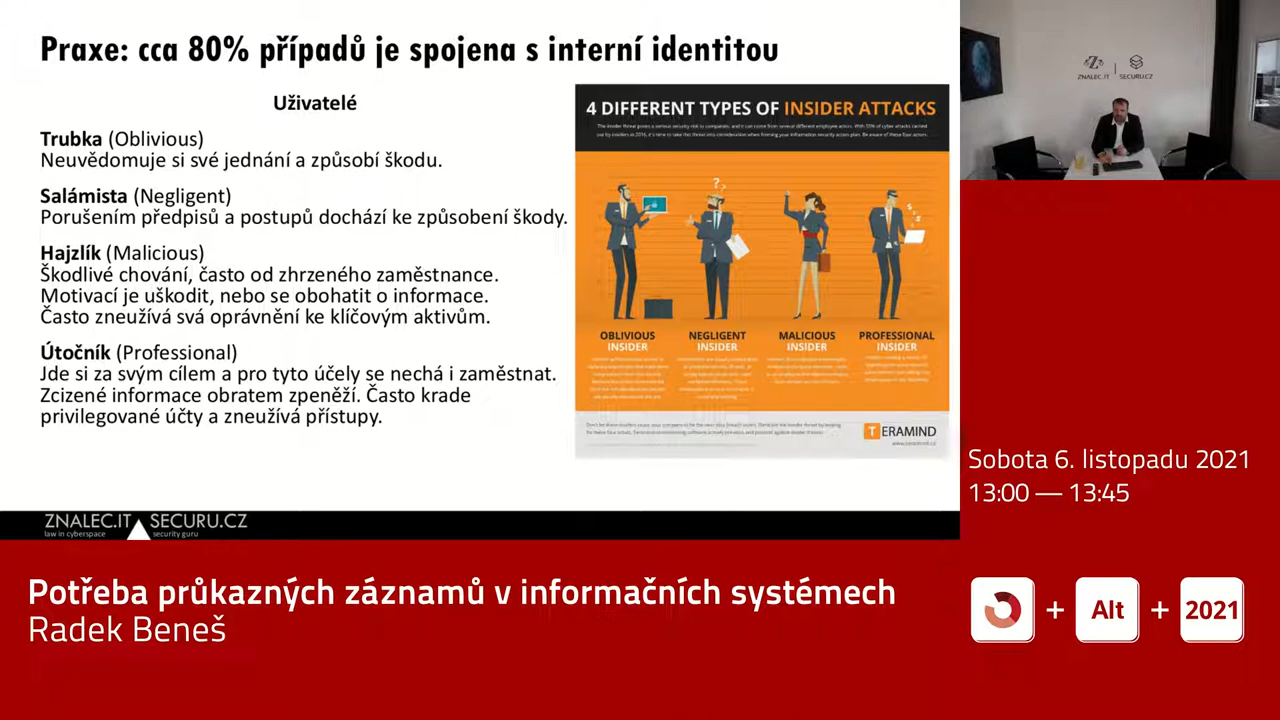 Praxe: cca 80% případů je spojena s interní identitou
Uživatelé
Trubka (Oblivious)
Neuvědomuje si své jednání a způsobí škodu.
Salámista (Negligent)
Porušením předpisů a postupů dochází ke způsobení škody.
Hajzlík (Malicious)
Škodlivé chování, často od zhrzeného zaměstnance.
Motivací je uškodit, nebo se obohatit o informace.
Často zneužívá svá oprávnění ke klíčovým aktivům.
Útočník (Professional)
Jde si za svým cílem a pro tyto účely se nechá i zaměstnat.
Zcizené informace obratem zpeněží. Často krade
privilegované účty a zneužívá přístupy.
4 DIFFERENT TYPES OF INSIDER ATTACKS
OBLIVIOUS
INSIDER
NEGLIGENT
INSIDER
MALICIOUS
INSIDER
PROFESSIONAL
INSIDER
TERAMIND
ZNALEC.IT SECURU.CZ
law in cyberspace security guru
ZNALEC.IT | SECURU.CZ
Sobota 6. listopadu 2021
13:00 — 13:45
Potřeba průkazných záznamů v informačních systémech
Radek Beneš
+ Alt + 2021